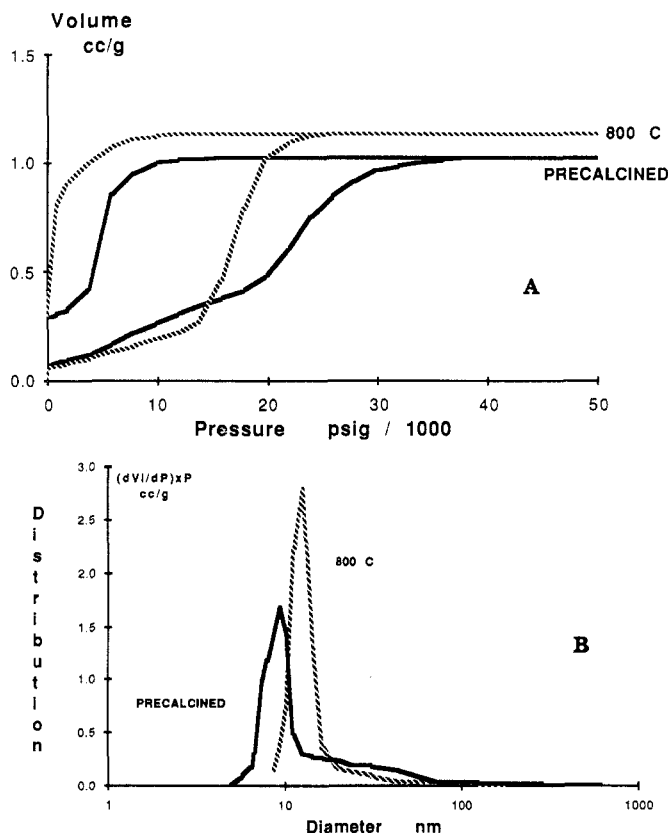 Volume
cc/g
1.5
800 C
1.0
PRECALCINED
0.5
A
0.0
0 10 20 30 40 50
Pressure psig / 1000
3.0 (dVI/dP)xP
cc/g
2.5
800 C
2.0
1.5
B
1.0
PRECALCINED
0.5
0.0
Distribution
1 10 100 1000
Diameter nm